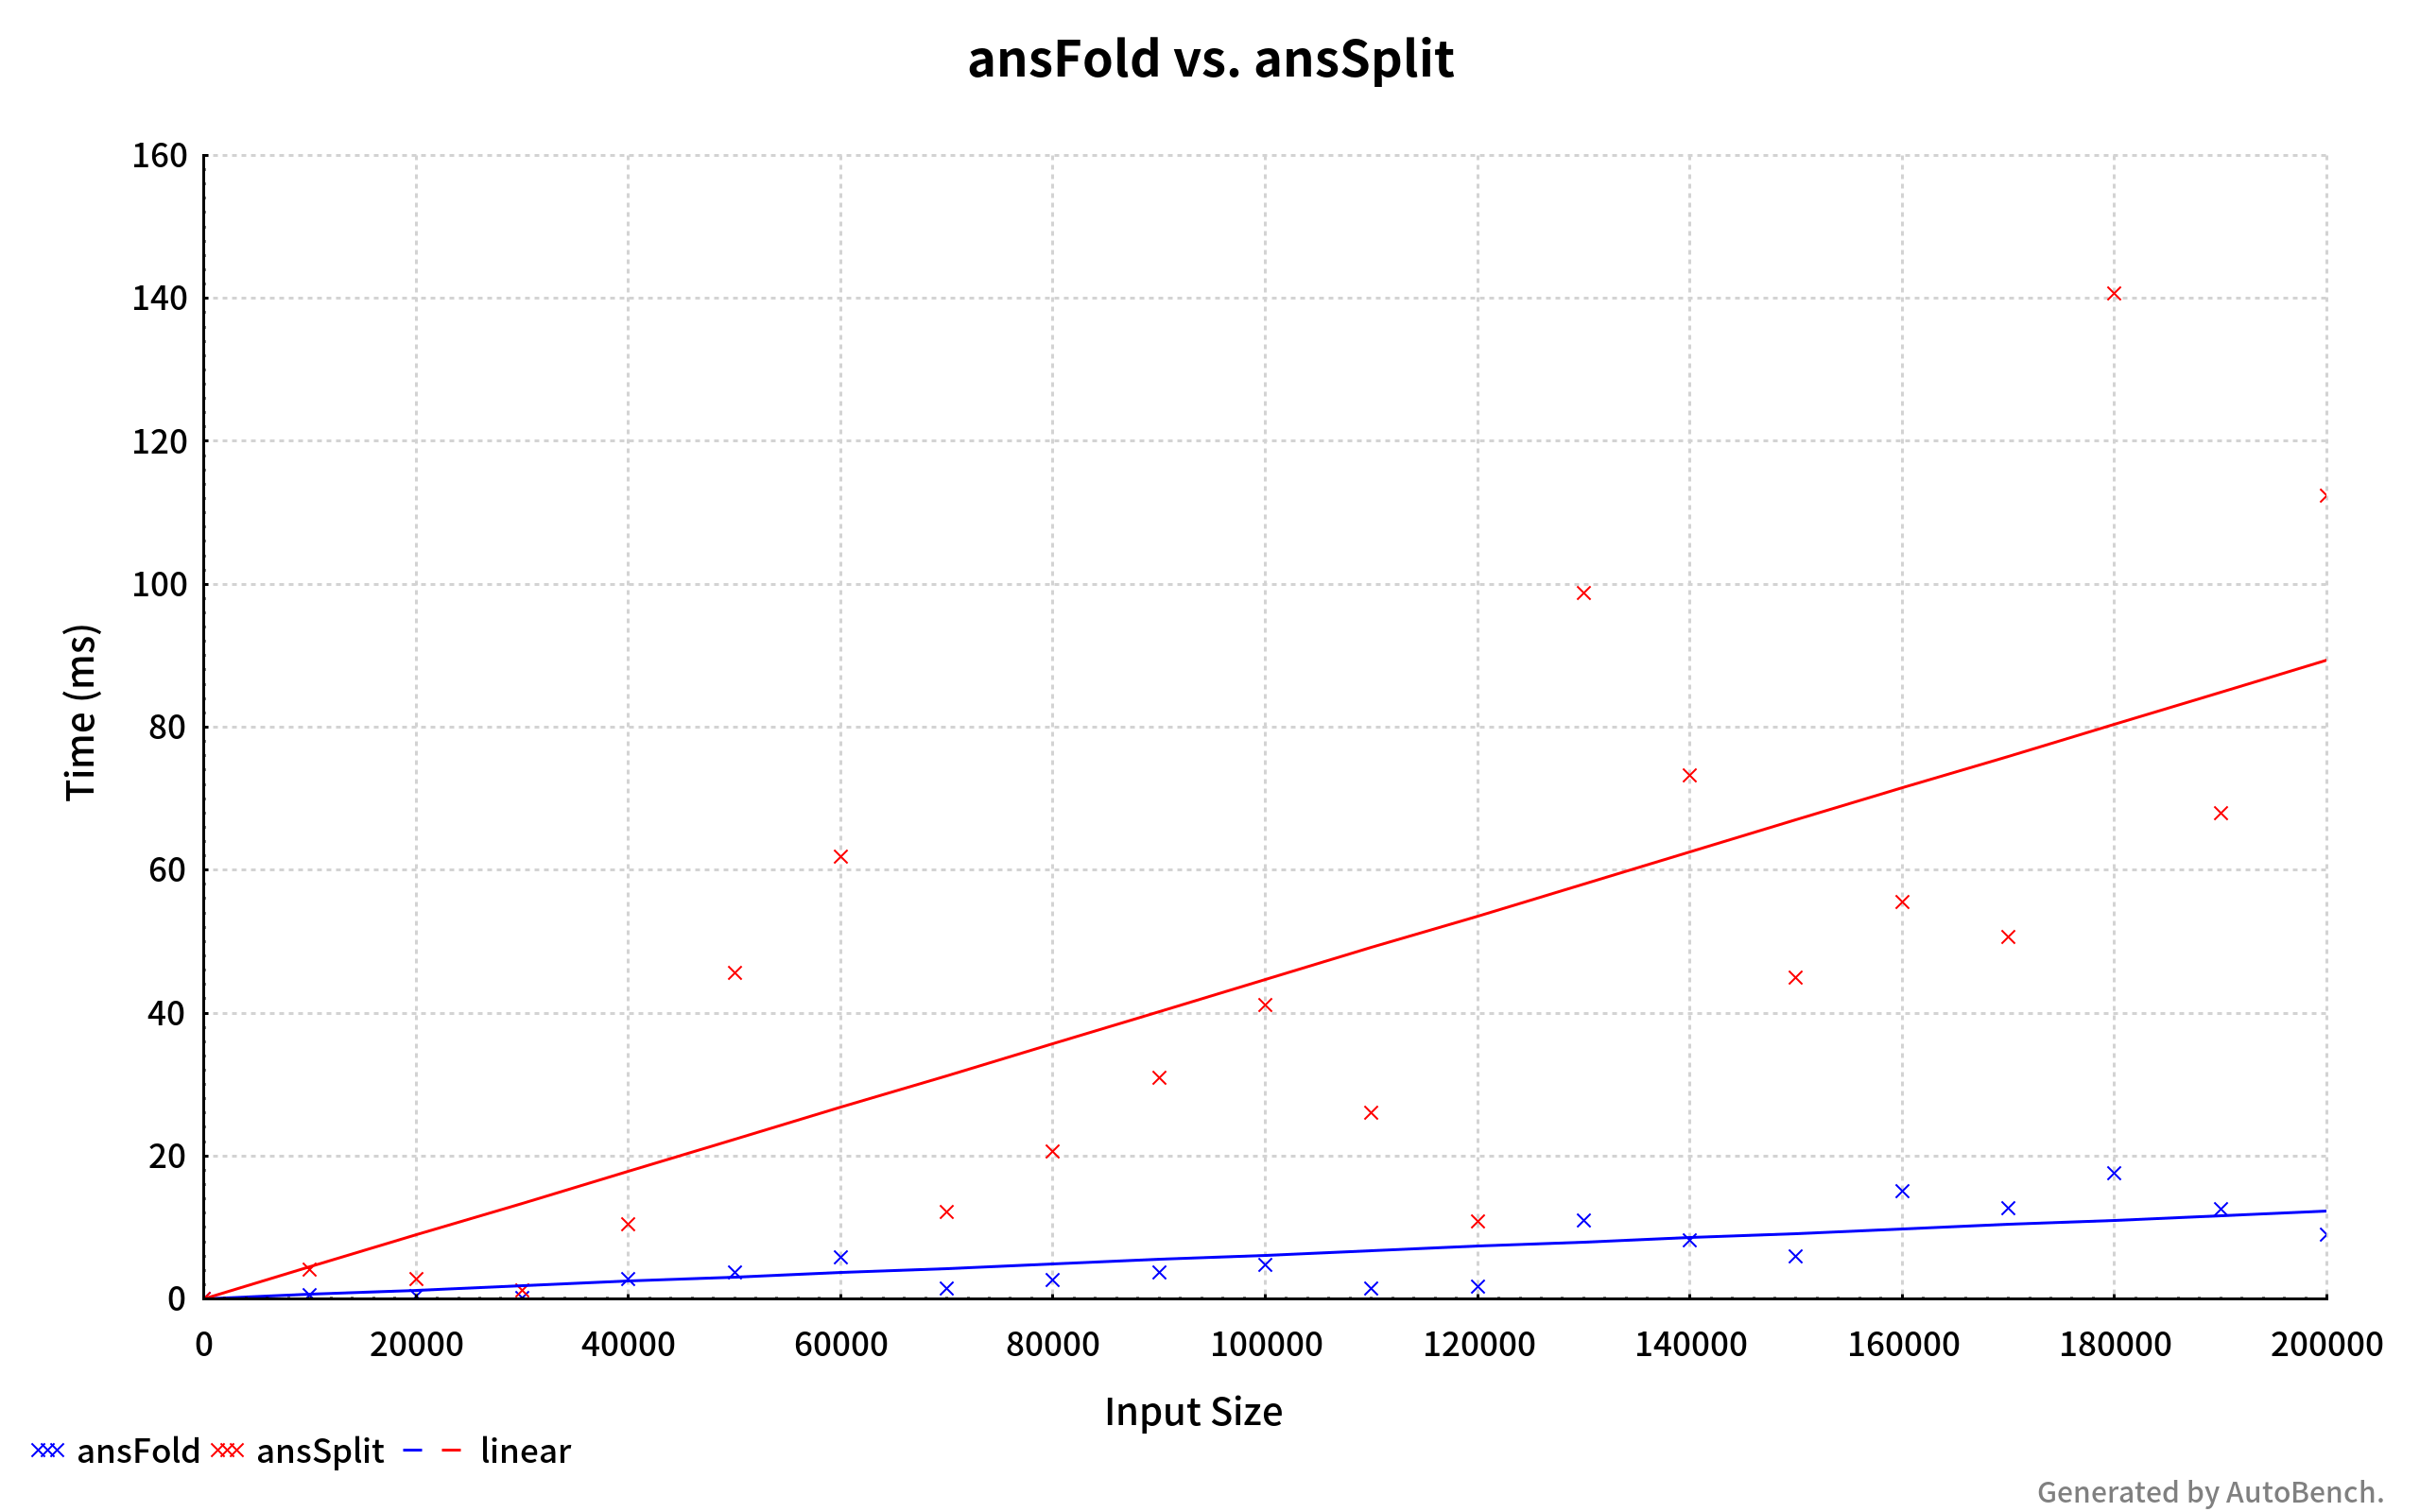 ansFold vs. ansSplit
160
140
120
100
80
60
40
20
0
Time (ms)
0 20000 40000 60000 80000 100000 120000 140000 160000 180000 200000
Input Size
ansFold ansSplit linear
Generated by AutoBench.